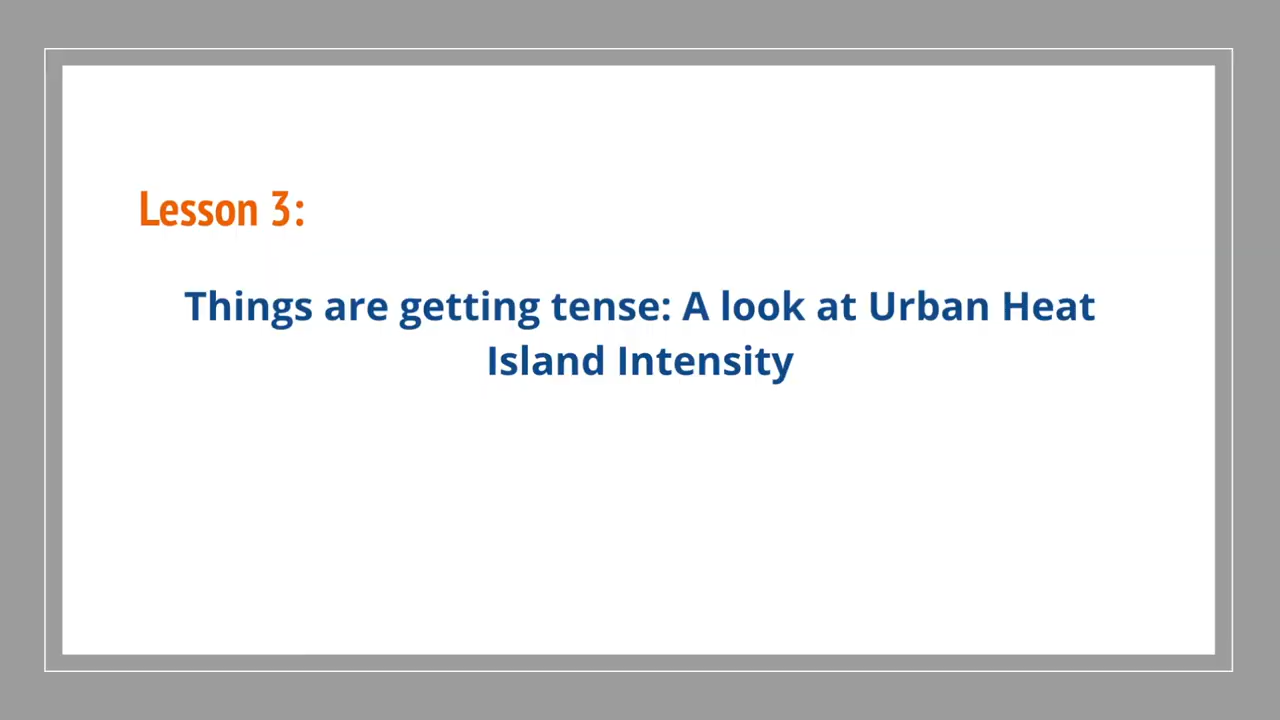 Lesson 3:
Things are getting tense: A look at Urban Heat
Island Intensity